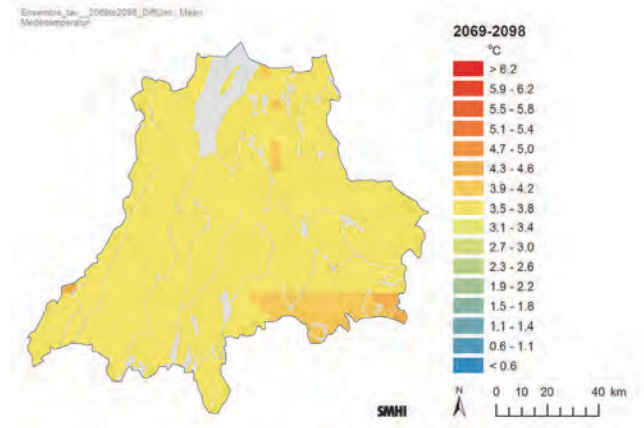 Medeltemperatur
2069-2098
°C
> 6.2
5.9 - 6.2
5.5 - 5.8
5.1 - 5.4
4.7 - 5.0
4.3 - 4.6
3.9 - 4.2
3.5 - 3.8
3.1 - 3.4
2.7 - 3.0
2.3 - 2.6
1.9 - 2.2
1.5 - 1.8
1.1 - 1.4
0.6 - 1.1
< 0.6
SMHI
N
0 10 20 40 km